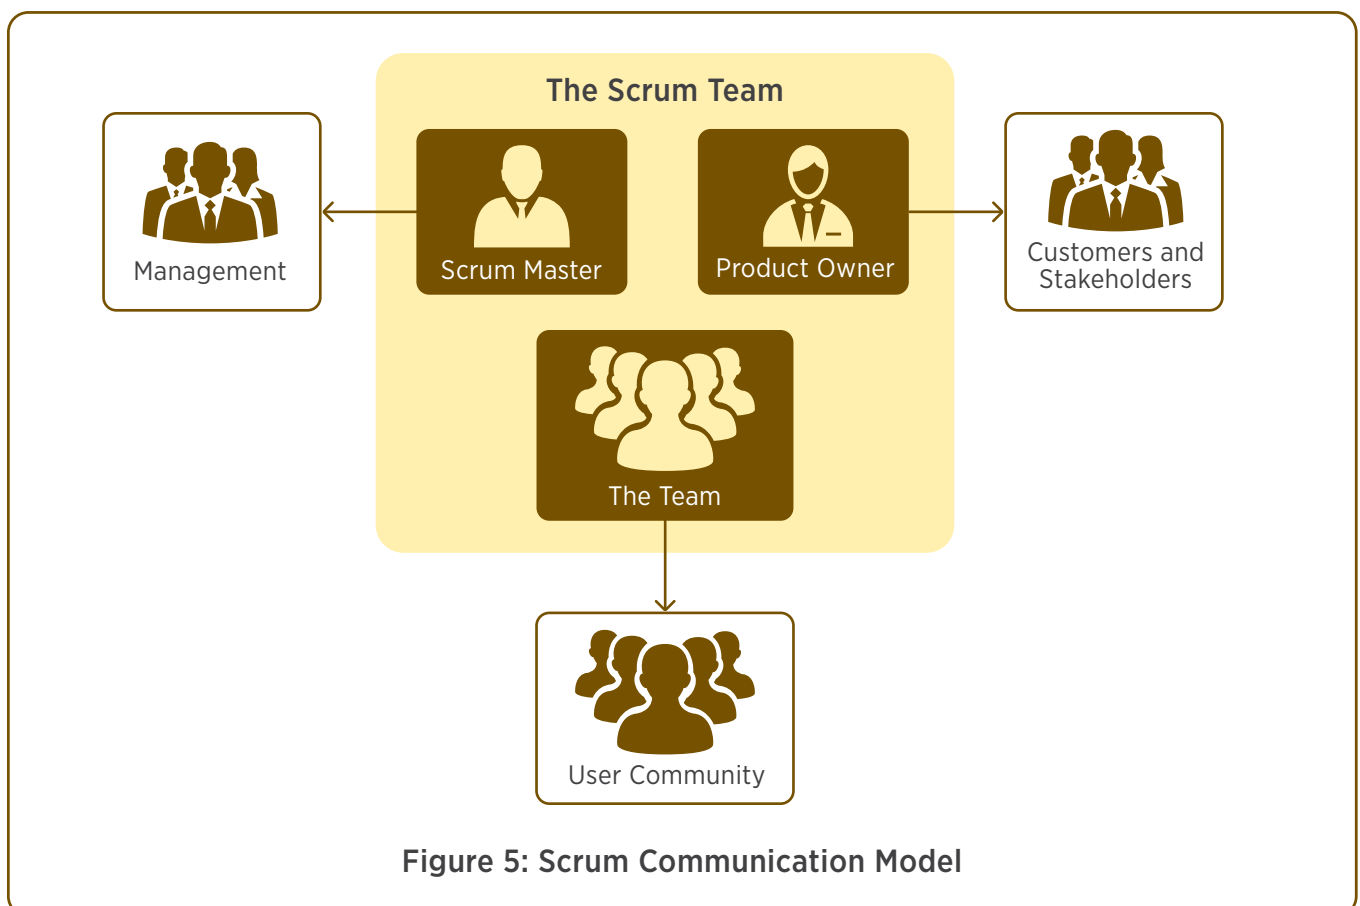 The Scrum Team
Management
Scrum Master
Product Owner
Customers and
Stakeholders
The Team
User Community
Figure 5: Scrum Communication Model